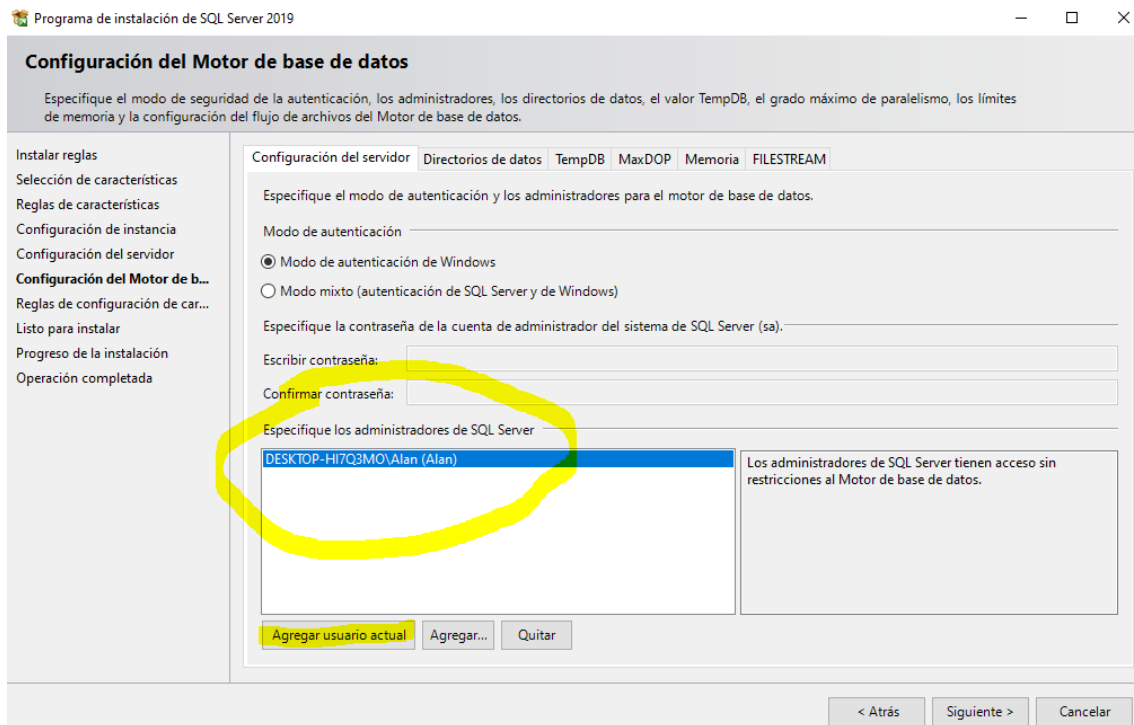 Programa de instalación de SQL Server 2019
Configuración del Motor de base de datos
Especifique el modo de seguridad de la autenticación, los administradores, los directorios de datos, el valor TempDB, el grado máximo de paralelismo, los límites
de memoria y la configuración del flujo de archivos del Motor de base de datos.
Instalar reglas
Selección de características
Reglas de características
Configuración de instancia
Configuración del servidor
Configuración del Motor de b...
Reglas de configuración de car...
Listo para instalar
Progreso de la instalación
Operación completada
Configuración del servidor Directorios de datos TempDB MaxDOP Memoria FILESTREAM
Especifique el modo de autenticación y los administradores para el motor de base de datos.
Modo de autenticación
Modo de autenticación de Windows
Modo mixto (autenticación de SQL Server y de Windows)
Especifique la contraseña de la cuenta de administrador del sistema de SQL Server (sa).
Escribir contraseña:
Confirmar contraseña:
Especifique los administradores de SQL Server
DESKTOP-HI7Q3MO\Alan (Alan)
Los administradores de SQL Server tienen acceso sin
restricciones al Motor de base de datos.
Agregar usuario actual Agregar... Quitar
< Atrás Siguiente > Cancelar